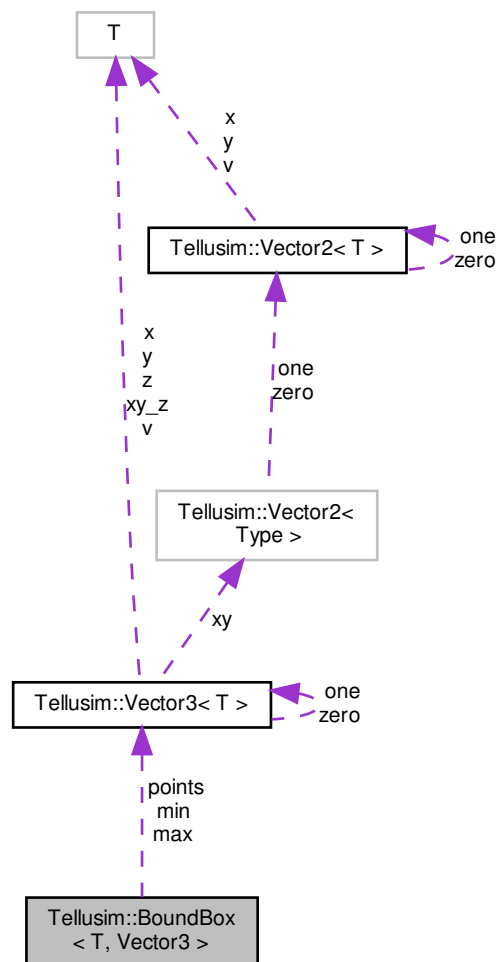 T
x
y
v
Tellusim::Vector2< T >
one
zero
x
y
z
xy_z
v
one
zero
Tellusim::Vector2<
Type >
xy
Tellusim::Vector3< T >
one
zero
points
min
max
Tellusim::BoundBox
< T, Vector3 >